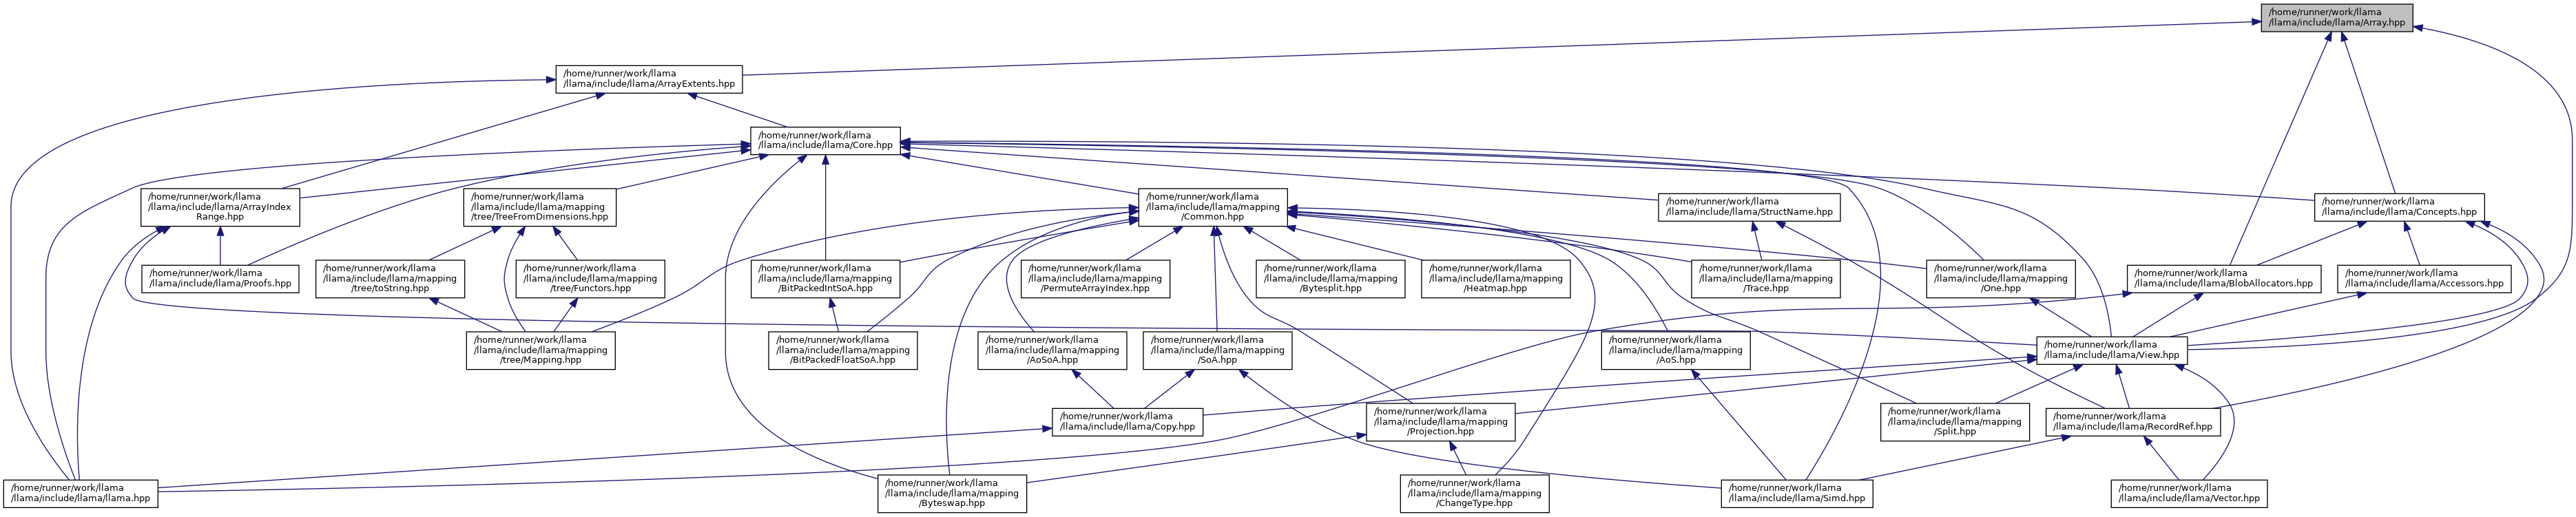 /home/runner/work/llama
/llama/include/llama/Array.hpp
/home/runner/work/llama
/llama/include/llama/ArrayExtents.hpp
/home/runner/work/llama
/llama/include/llama/Core.hpp
/home/runner/work/llama
/llama/include/llama/ArrayIndex
Range.hpp
/home/runner/work/llama
/llama/include/llama/mapping
/tree/TreeFromDimensions.hpp
/home/runner/work/llama
/llama/include/llama/mapping
/Common.hpp
/home/runner/work/llama
/llama/include/llama/StructName.hpp
/home/runner/work/llama
/llama/include/llama/Concepts.hpp
/home/runner/work/llama
/llama/include/llama/Proofs.hpp
/home/runner/work/llama
/llama/include/llama/mapping
/tree/toString.hpp
/home/runner/work/llama
/llama/include/llama/mapping
/tree/Functors.hpp
/home/runner/work/llama
/llama/include/llama/mapping
/BitPackedIntSoA.hpp
/home/runner/work/llama
/llama/include/llama/mapping
/PermuteArrayIndex.hpp
/home/runner/work/llama
/llama/include/llama/mapping
/Bytesplit.hpp
/home/runner/work/llama
/llama/include/llama/mapping
/Heatmap.hpp
/home/runner/work/llama
/llama/include/llama/mapping
/Trace.hpp
/home/runner/work/llama
/llama/include/llama/mapping
/One.hpp
/home/runner/work/llama
/llama/include/llama/BlobAllocators.hpp
/home/runner/work/llama
/llama/include/llama/Accessors.hpp
/home/runner/work/llama
/llama/include/llama/mapping
/tree/Mapping.hpp
/home/runner/work/llama
/llama/include/llama/mapping
/BitPackedFloatSoA.hpp
/home/runner/work/llama
/llama/include/llama/mapping
/AoSoA.hpp
/home/runner/work/llama
/llama/include/llama/mapping
/SoA.hpp
/home/runner/work/llama
/llama/include/llama/mapping
/AoS.hpp
/home/runner/work/llama
/llama/include/llama/View.hpp
/home/runner/work/llama
/llama/include/llama/Copy.hpp
/home/runner/work/llama
/llama/include/llama/mapping
/Projection.hpp
/home/runner/work/llama
/llama/include/llama/mapping
/Split.hpp
/home/runner/work/llama
/llama/include/llama/RecordRef.hpp
/home/runner/work/llama
/llama/include/llama/llama.hpp
/home/runner/work/llama
/llama/include/llama/mapping
/Byteswap.hpp
/home/runner/work/llama
/llama/include/llama/mapping
/ChangeType.hpp
/home/runner/work/llama
/llama/include/llama/Simd.hpp
/home/runner/work/llama
/llama/include/llama/Vector.hpp